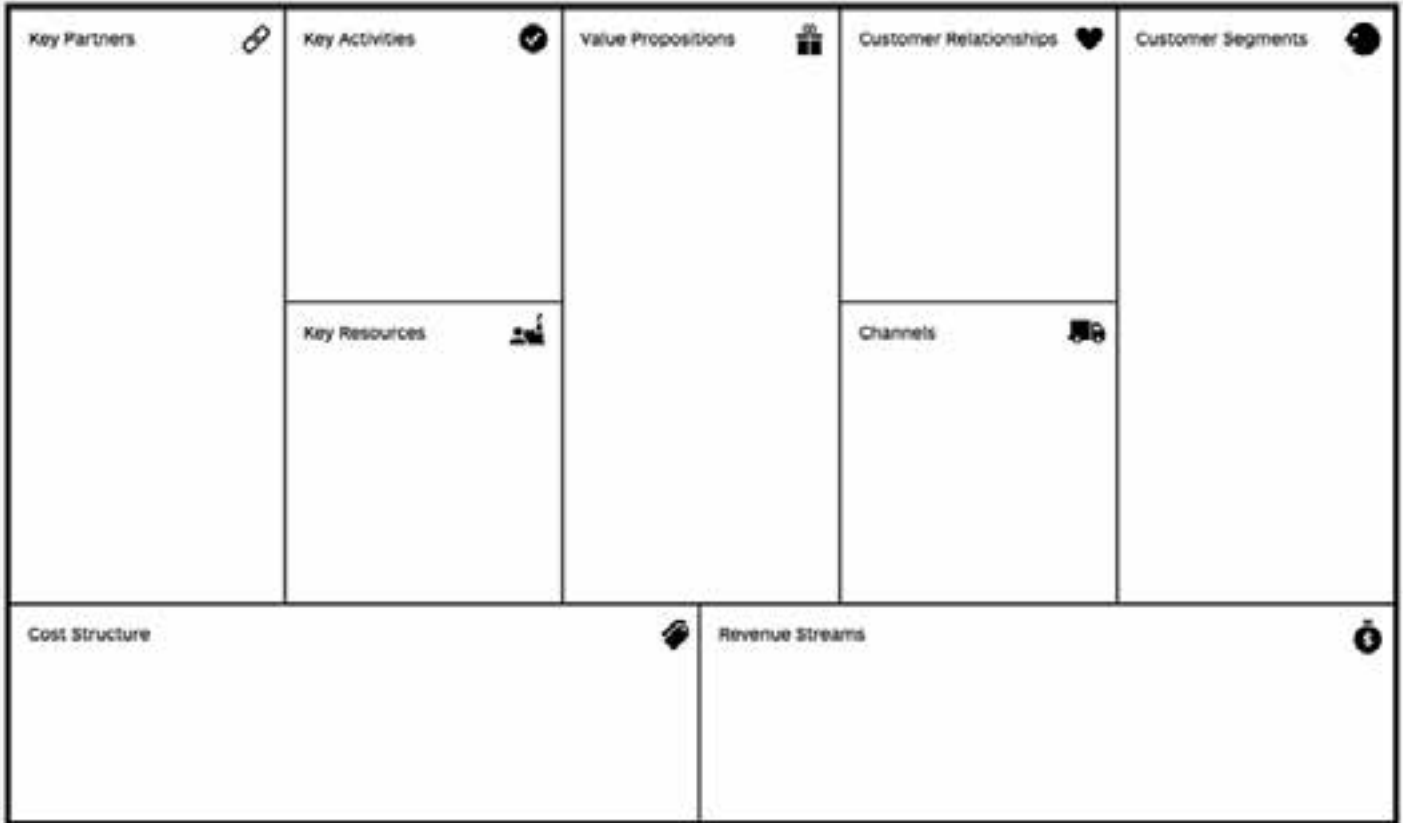 Key Partners
Key Activities
Value Propositions
Customer Relationships
Customer Segments
Key Resources
Channels
Cost Structure
Revenue Streams